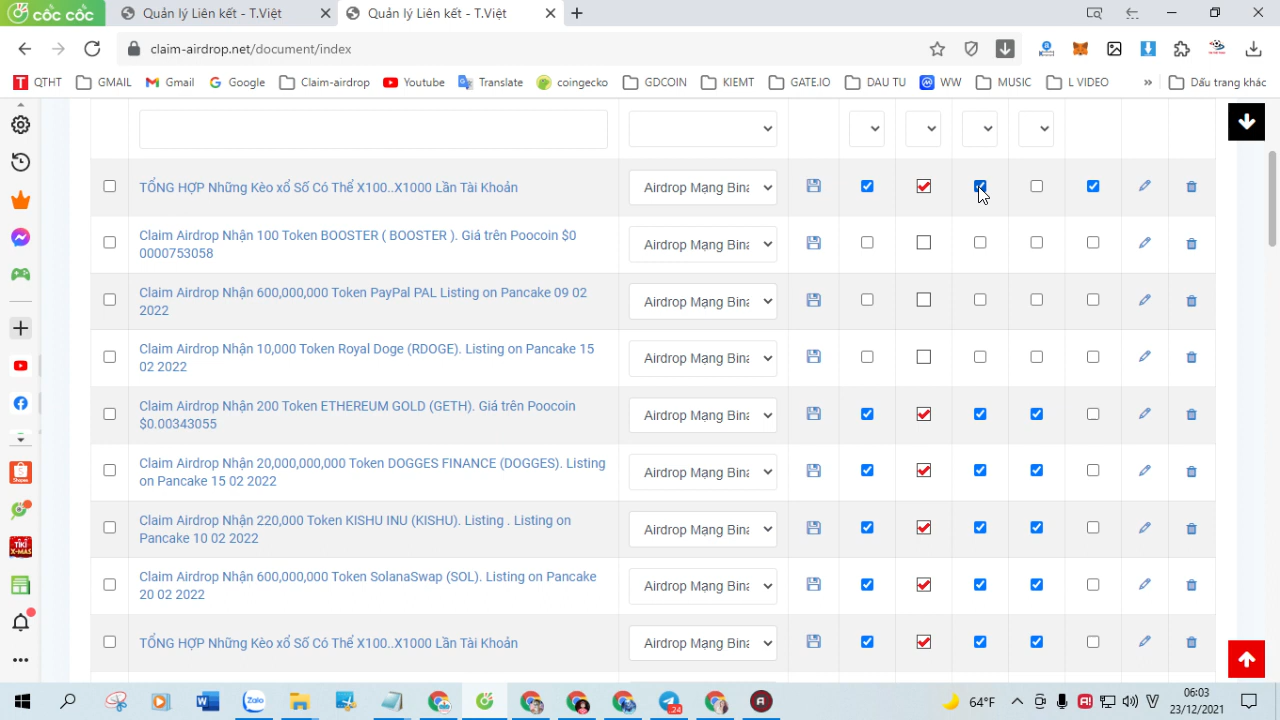 cốc cốc
Quản lý kiểu kết - T.Xiệt
Quản lý kiểu kết - T.Xiệt
claim-airdrop.net/document/index
QTHT
GMAIL
Gmail
Google
Claim-airdrop
Youtube
Translate
coingecko
GDCOIN
KIEMT
GATE.IO
DAU TU
WW
MUSIC
L VIDEO
»
Dấu trang khác
TỔNG HỢP Những Kèo xổ Số Có Thể X100..X1000 Lần Tài Khoản
Airdrop Mạng Bina
Claim Airdrop Nhận 100 Token BOOSTER ( BOOSTER ). Giá trên Poocoin $0
0000753058
Airdrop Mạng Bina
Claim Airdrop Nhận 600,000,000 Token PayPal PAL Listing on Pancake 09 02
2022
Airdrop Mạng Bina
Claim Airdrop Nhận 10,000 Token Royal Doge (RDOGE). Listing on Pancake 15
02 2022
Airdrop Mạng Bina
Claim Airdrop Nhận 200 Token ETHEREUM GOLD (GETH). Giá trên Poocoin
$0.00343055
Airdrop Mạng Bina
Claim Airdrop Nhận 20,000,000,000 Token DOGGES FINANCE (DOGGES). Listing
on Pancake 15 02 2022
Airdrop Mạng Bina
Claim Airdrop Nhận 220,000 Token KISHU INU (KISHU). Listing . Listing on
Pancake 10 02 2022
Airdrop Mạng Bina
Claim Airdrop Nhận 600,000,000 Token SolanaSwap (SOL). Listing on Pancake
20 02 2022
Airdrop Mạng Bina
TỔNG HỢP Những Kèo xổ Số Có Thể X100..X1000 Lần Tài Khoản
Airdrop Mạng Bina
Shopee
TIKI
X-MAS
Zalo
24
64°F
06:03
23/12/2021